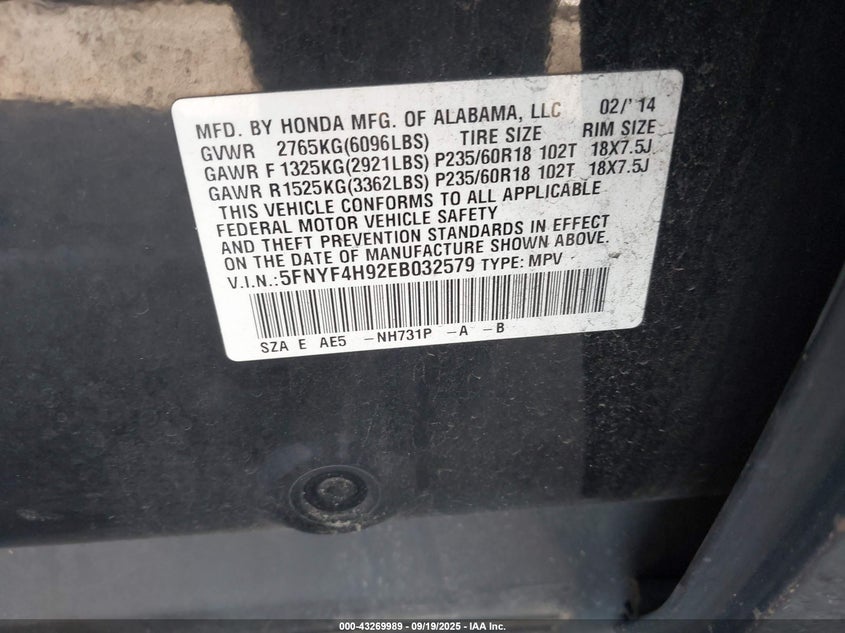 MFD. BY HONDA MFG. OF ALABAMA, LLC 02/'14
GVWR 2765KG(6096LBS) TIRE SIZE RIM SIZE
GAWR F 1325KG(2921LBS) P235/60R18 102T 18X7.5J
GAWR R1525KG(3362LBS) P235/60R18 102T 18X7.5J
THIS VEHICLE CONFORMS TO ALL APPLICABLE
FEDERAL MOTOR VEHICLE SAFETY
AND THEFT PREVENTION STANDARDS IN EFFECT
ON THE DATE OF MANUFACTURE SHOWN ABOVE.
V.I.N.:5FNYF4H92EB032579 TYPE: MPV
SZA E AE5 -NH731P -A -B
000-43269989 - 09/19/2025 - IAA Inc.